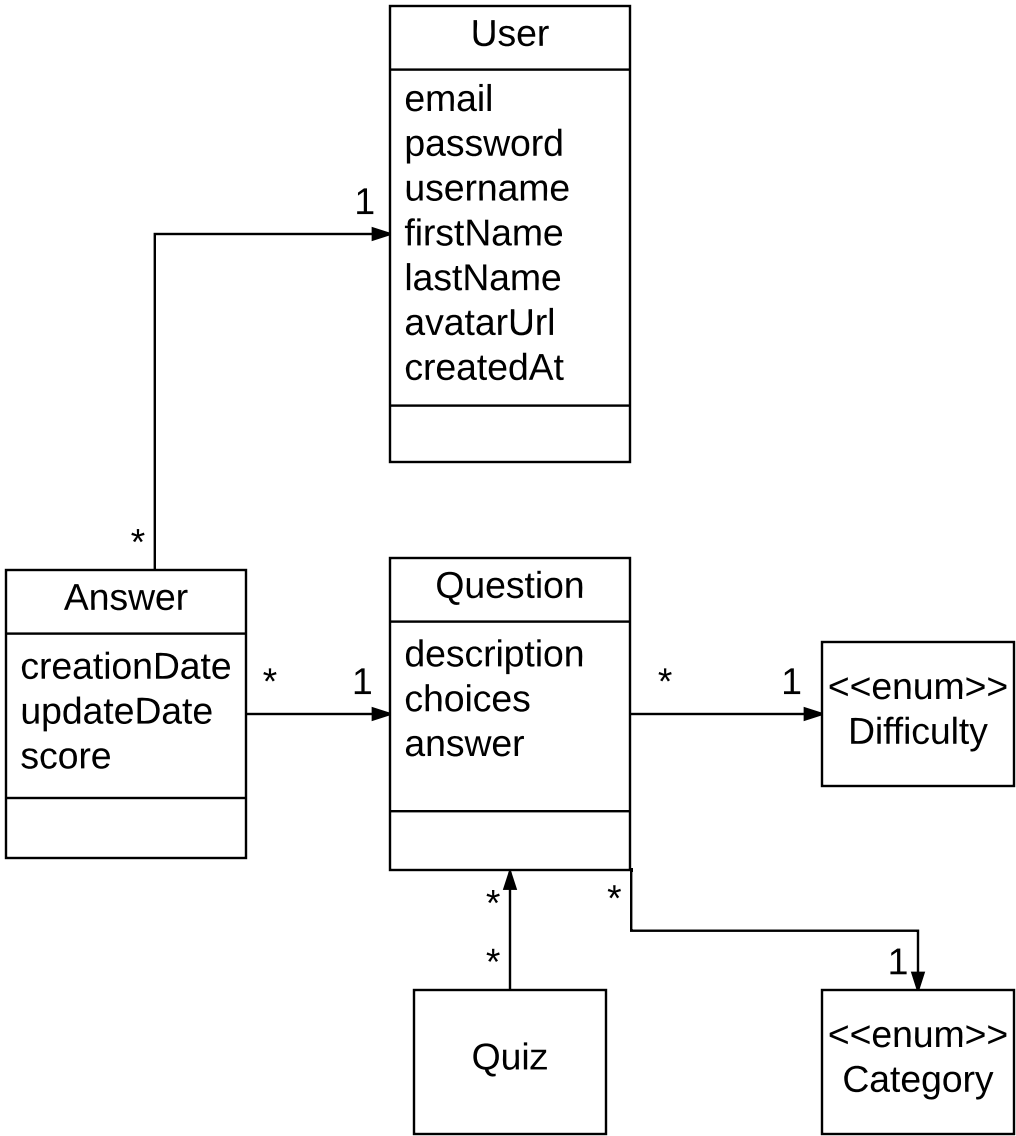 User
email
password
username
firstName
lastName
avatarUrl
createdAt
1
*
Answer
creationDate
updateDate
score
* 1
Question
description
choices
answer
* 1
<<enum>>
Difficulty
*
*
*
1
Quiz
<<enum>>
Category